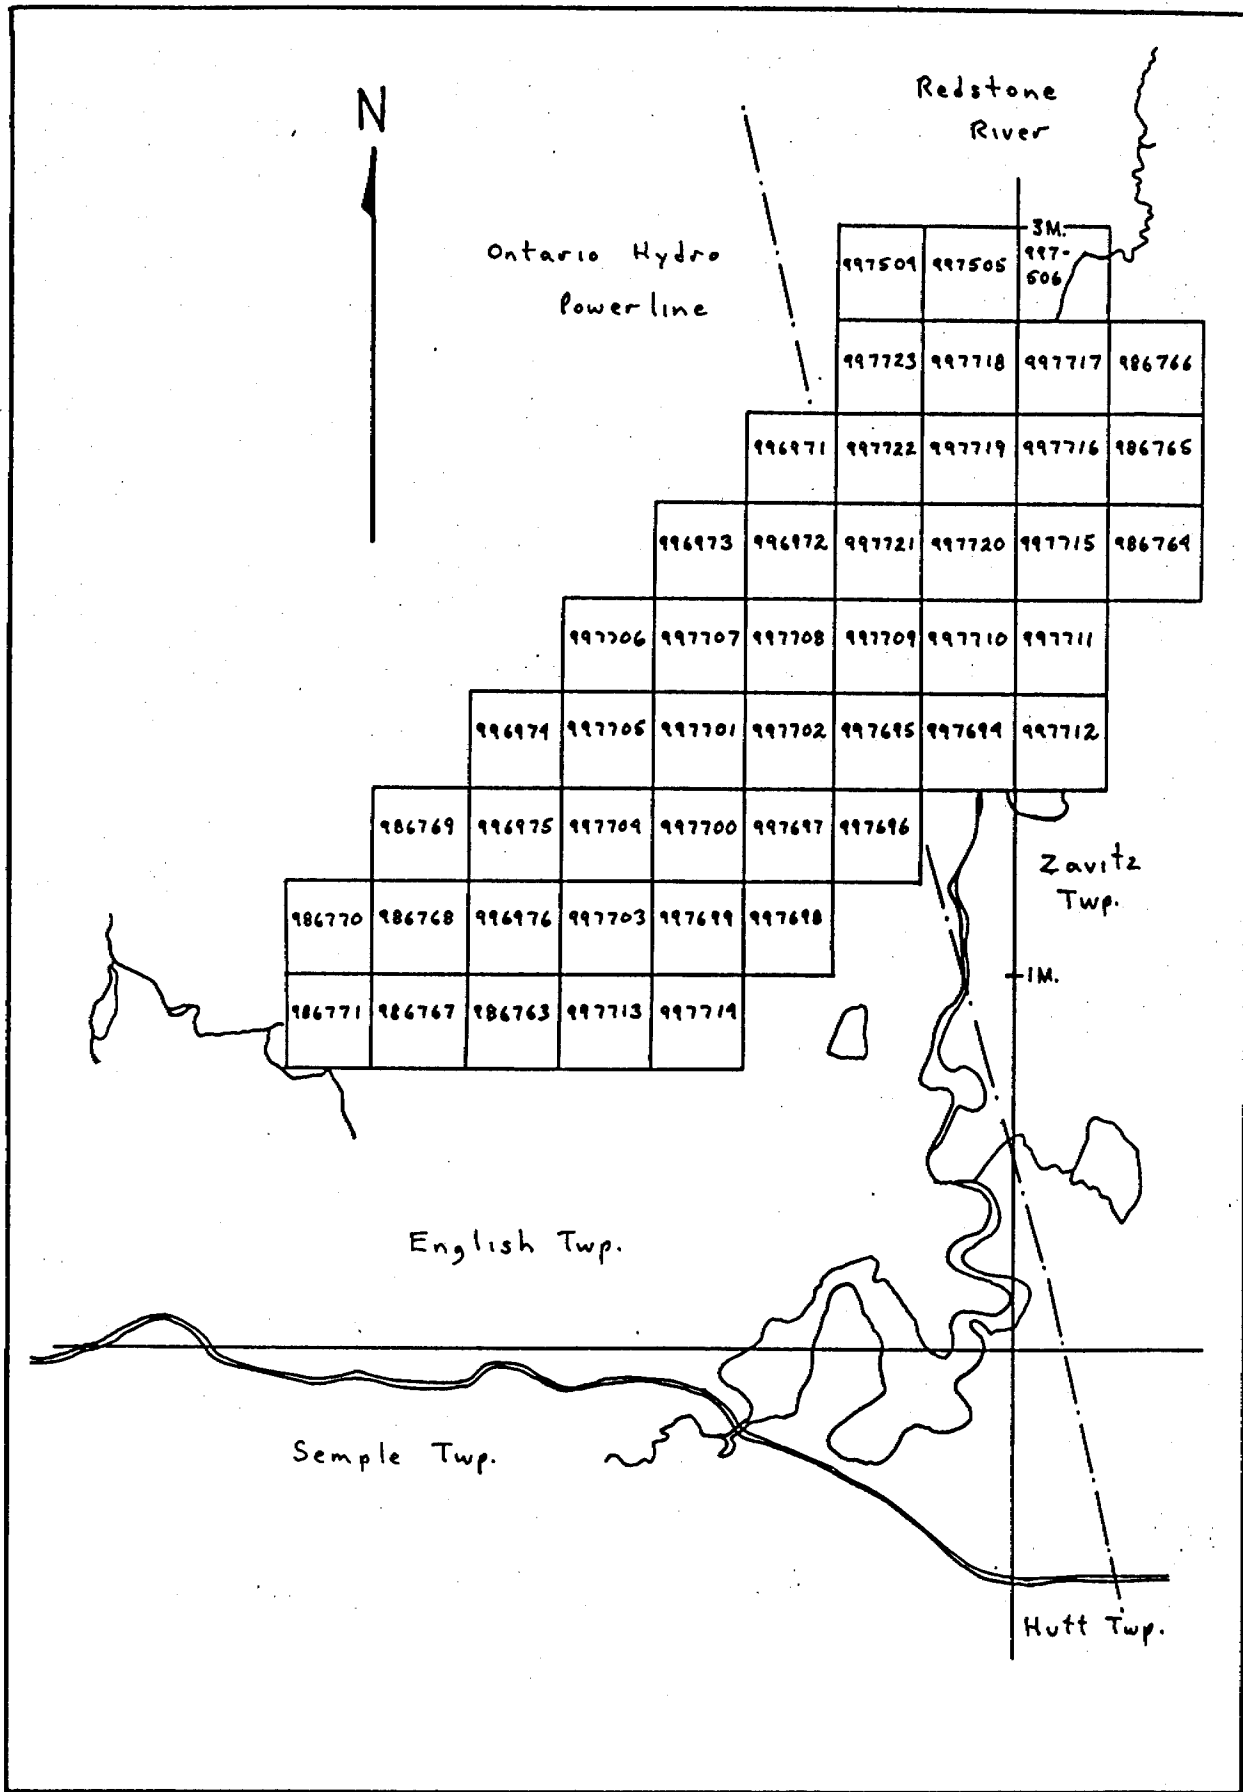 N
Redstone
River
Ontario Hydro
Powerline
3M.
997504 997505 997-
506
997723 997718 997717 986766
996971 997722 997719 997716 986765
996973 996972 997721 997720 997715 986764
997706 997707 997708 997709 997710 997711
996974 997705 997701 997702 997695 997694 997712
986769 996975 997704 997700 997697 997696
Zavitz
Twp.
986770 986768 996976 997703 997699 997698
1M.
986771 986767 986763 997713 997714
English Twp.
Semple Twp.
Hutt Twp.